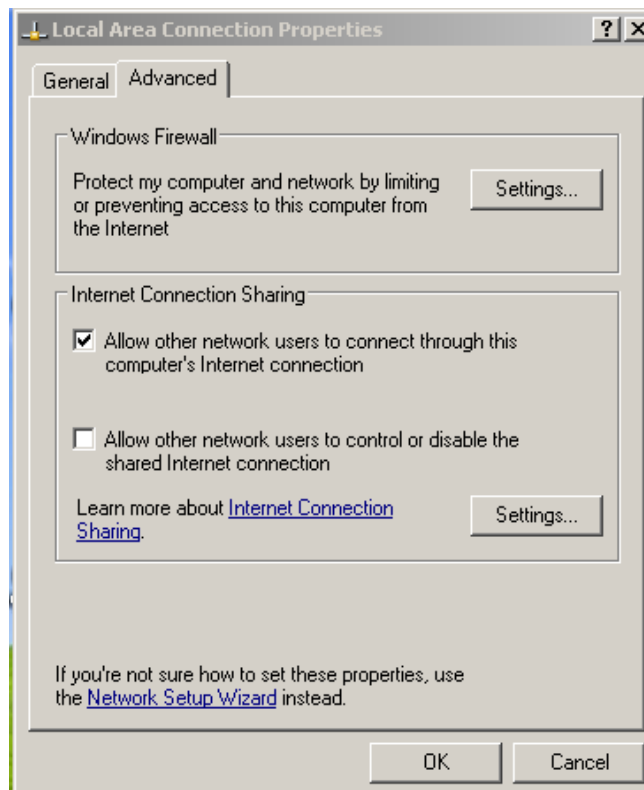 Local Area Connection Properties
General
Advanced
Windows Firewall
Protect my computer and network by limiting
or preventing access to this computer from
the Internet
Settings...
Internet Connection Sharing
Allow other network users to connect through this
computer's Internet connection
Allow other network users to control or disable the
shared Internet connection
Learn more about Internet Connection
Sharing.
Settings...
If you're not sure how to set these properties, use
the Network Setup Wizard instead.
OK
Cancel